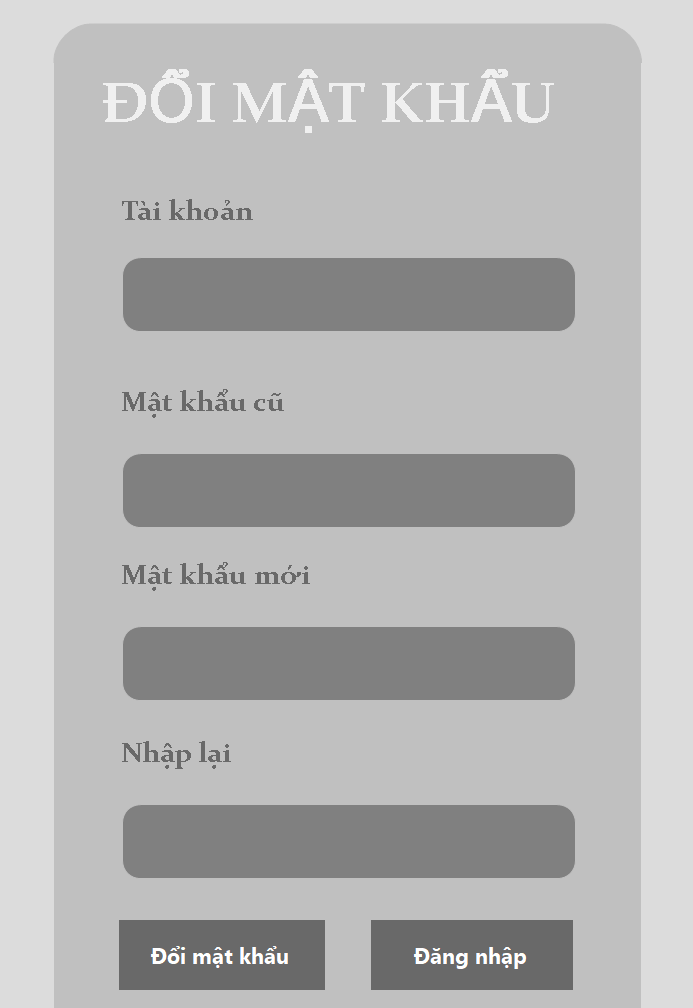 ĐỔI MẬT KHẨU
Tài khoản
Mật khẩu cũ
Mật khẩu mới
Nhập lại
Đổi mật khẩu
Đăng nhập